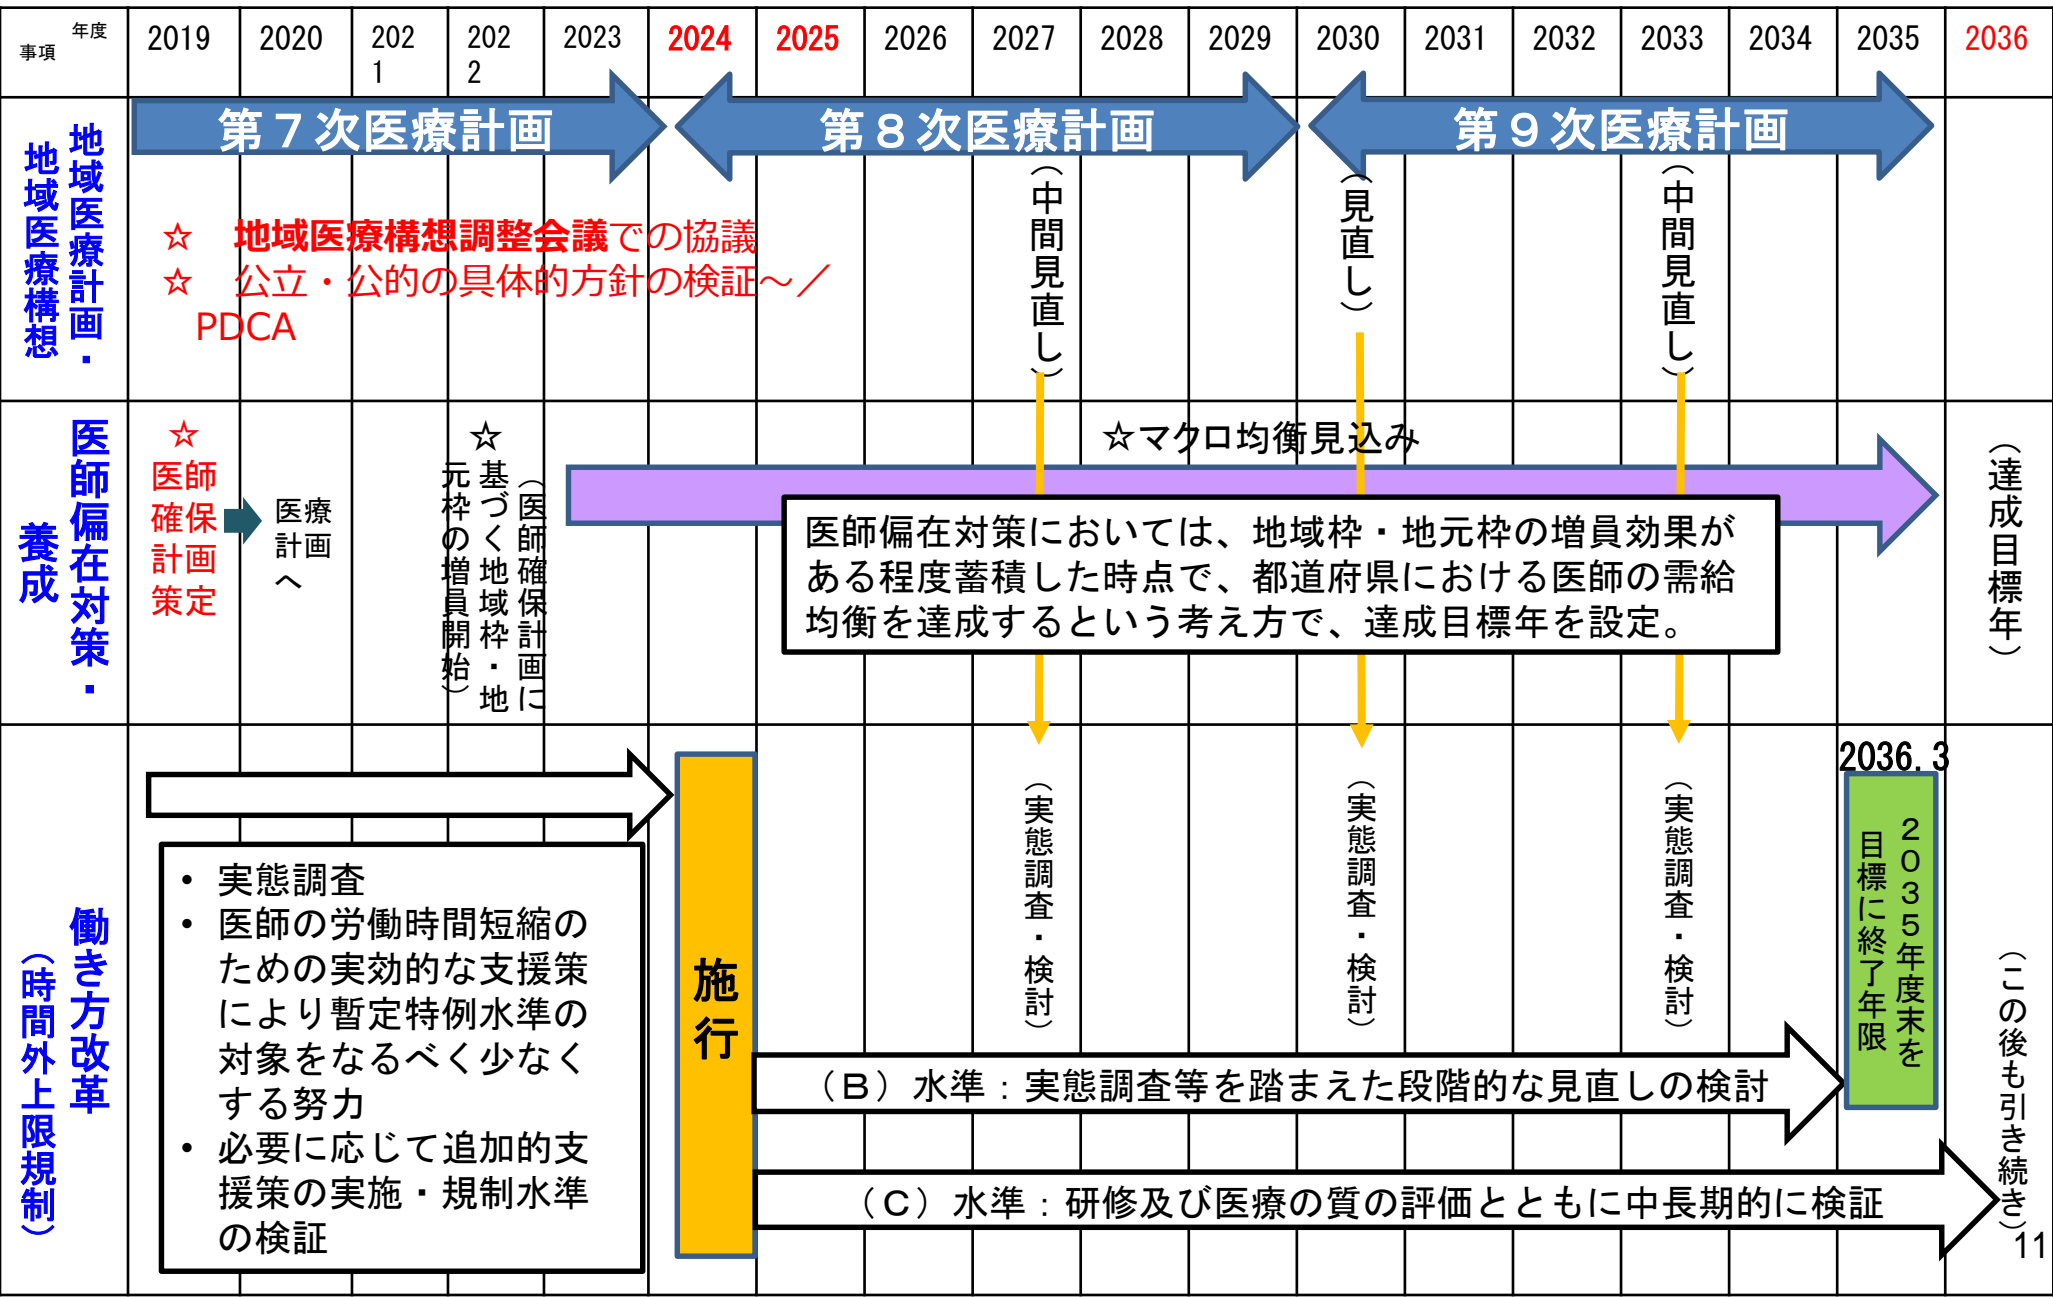 年度
事項
2019
2020
202
1
202
2
2023
2024
2025
2026
2027
2028
2029
2030
2031
2032
2033
2034
2035
2036
地域医療計画・
地域医療構想
第７次医療計画
第８次医療計画
第９次医療計画
☆　地域医療構想調整会議での協議
☆　公立・公的の具体的方針の検証～／
PDCA
（中間見直し）
（見直し）
（中間見直し）
医師偏在対策・
養成
☆
医師
確保
計画
策定
医療
計画
へ
☆
（医師確保計画に
基づく地域枠・地
元枠の増員開始）
☆マクロ均衡見込み
医師偏在対策においては、地域枠・地元枠の増員効果が
ある程度蓄積した時点で、都道府県における医師の需給
均衡を達成するという考え方で、達成目標年を設定。
（達成目標年）
働き方改革
（時間外上限規制）
• 実態調査
• 医師の労働時間短縮の
ための実効的な支援策
により暫定特例水準の
対象をなるべく少なく
する努力
• 必要に応じて追加的支
援策の実施・規制水準
の検証
施
行
（実態調査・検討）
（実態調査・検討）
（実態調査・検討）
2036.3
２０３５年度末を
目標に終了年限
（Ｂ）水準：実態調査等を踏まえた段階的な見直しの検討
（Ｃ）水準：研修及び医療の質の評価とともに中長期的に検証
（この後も引き続き）
11